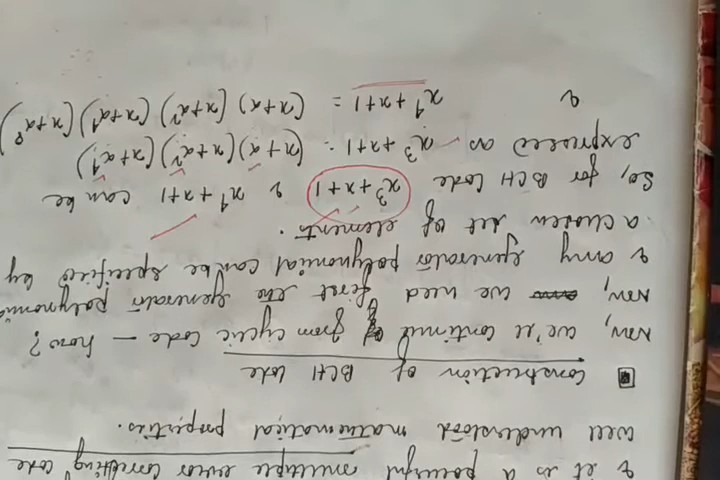 & it is a powerful multiple error correcting code
well understood mathematical properties.
Construction of BCH code
Now, we'll continue from cyclic code — how?
Now, we need first the generator polynomial
& any generator polynomial can be specified by
a chosen set of elements.
So, for BCH code x³+x+1 & x⁴+x+1 can be
expressed as x³+x+1 = (x+α)(x+α²)(x+α⁴)
& x⁴+x+1 = (x+α)(x+α²)(x+α⁴)(x+α⁸)